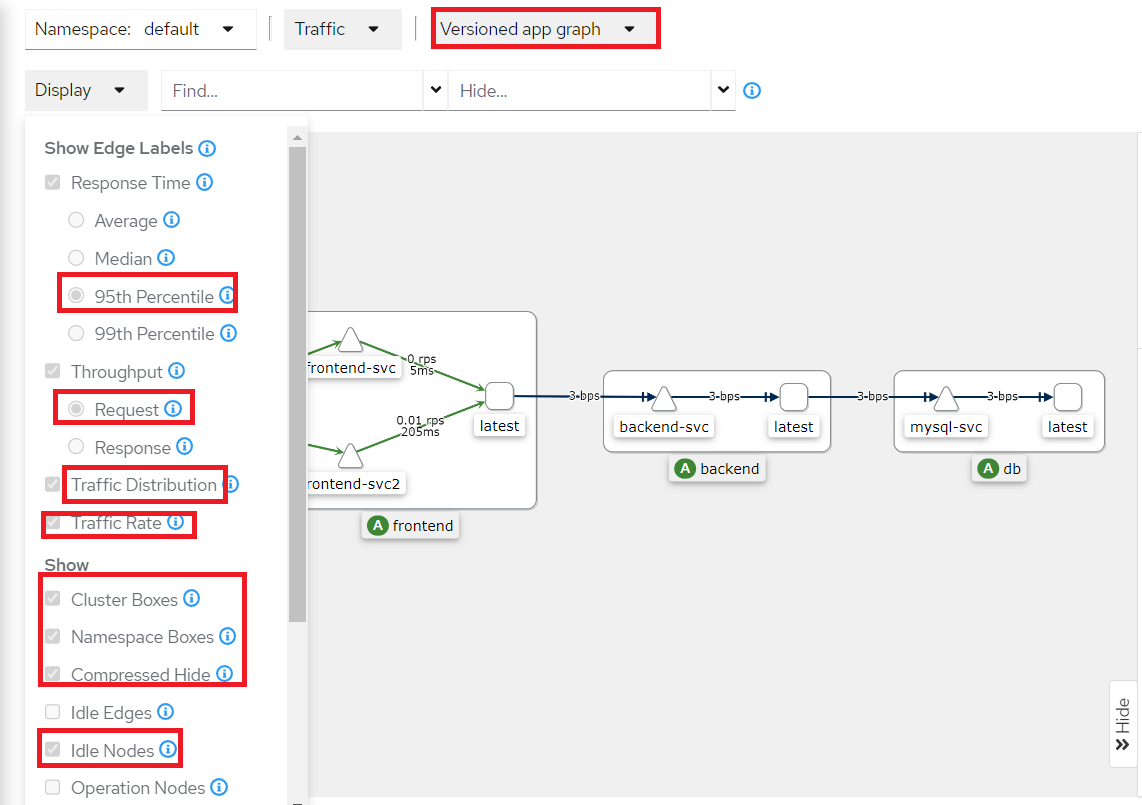 Namespace: default
Traffic
Versioned app graph
Display
Find...
Hide...
Show Edge Labels
Response Time
Average
Median
95th Percentile
99th Percentile
Throughput
Request
Response
Traffic Distribution
Traffic Rate
Show
Cluster Boxes
Namespace Boxes
Compressed Hide
Idle Edges
Idle Nodes
Operation Nodes
frontend-svc
0 rps
5ms
0.01 rps
205ms
latest
rontend-svc2
A frontend
3-bps
backend-svc
3-bps
latest
A backend
3-bps
mysql-svc
3-bps
latest
A db
Hide